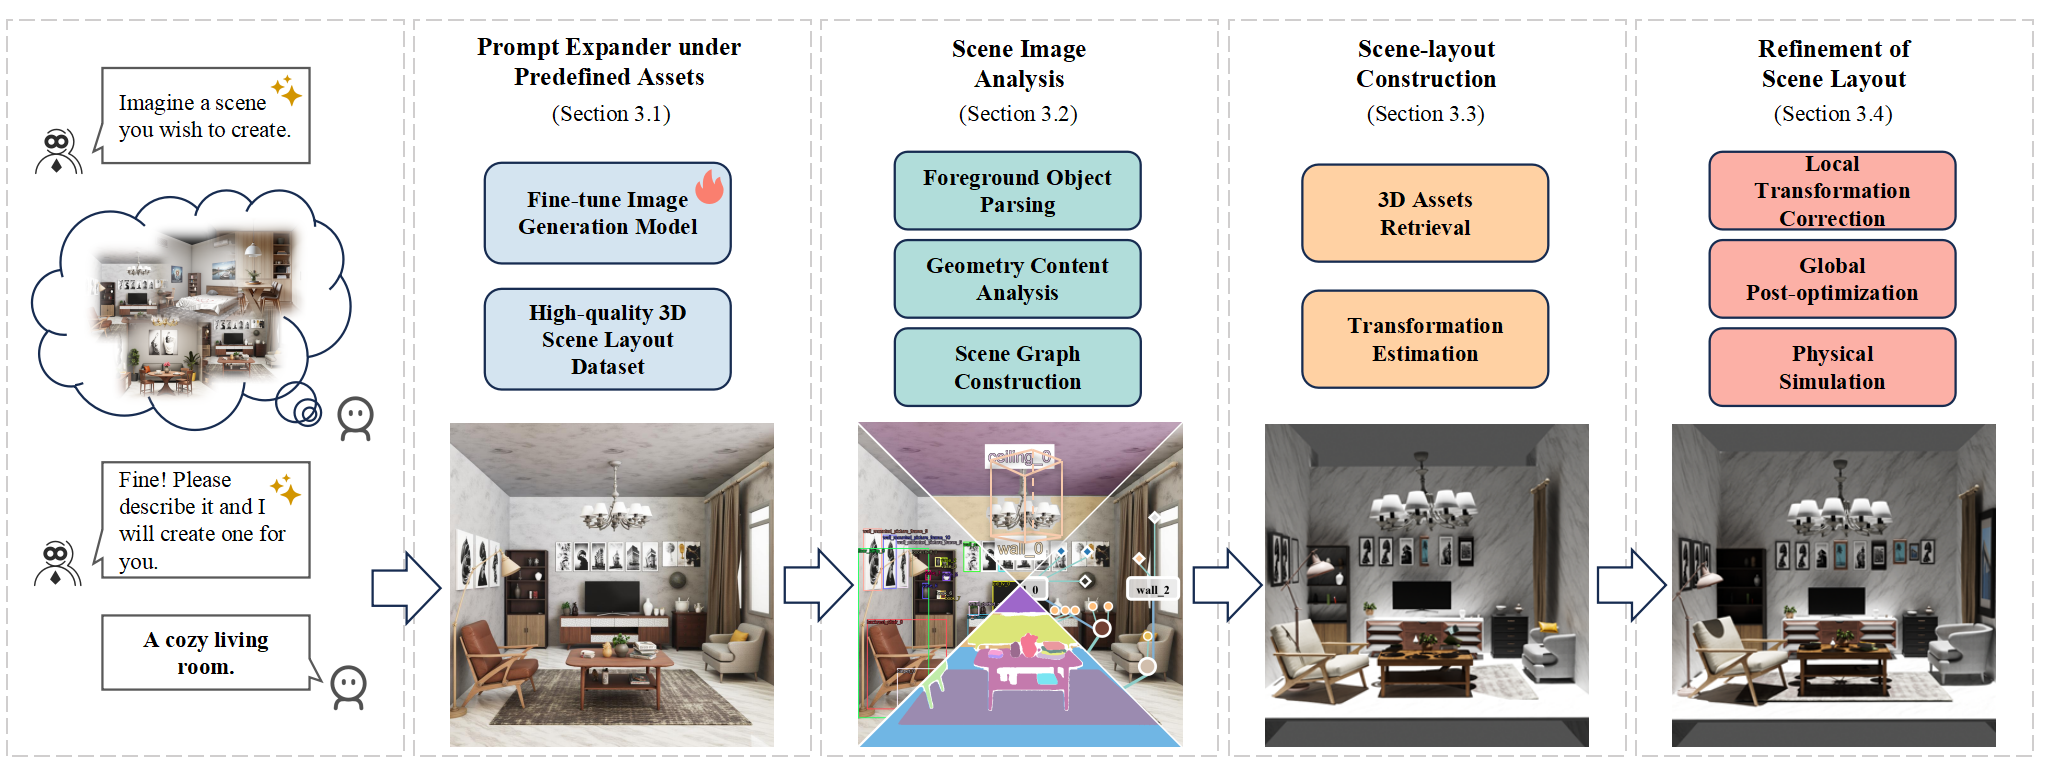 Imagine a scene
you wish to create.
Fine! Please
describe it and I
will create one for
you.
A cozy living
room.
Prompt Expander under
Predefined Assets
(Section 3.1)
Fine-tune Image
Generation Model
High-quality 3D
Scene Layout
Dataset
Scene Image
Analysis
(Section 3.2)
Foreground Object
Parsing
Geometry Content
Analysis
Scene Graph
Construction
ceiling_0
wall_0
_0
wall_2
Scene-layout
Construction
(Section 3.3)
3D Assets
Retrieval
Transformation
Estimation
Refinement of
Scene Layout
(Section 3.4)
Local
Transformation
Correction
Global
Post-optimization
Physical
Simulation